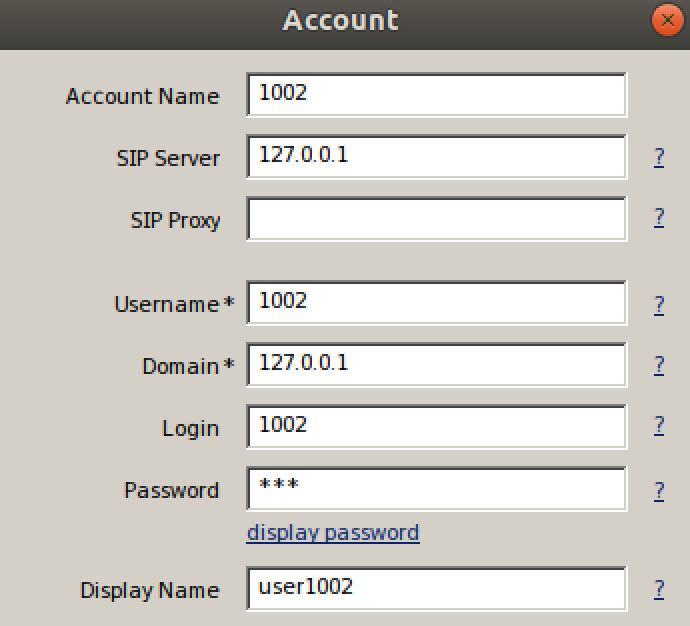 Account
Account Name 1002
SIP Server 127.0.0.1 ?
SIP Proxy ?
Username * 1002 ?
Domain * 127.0.0.1 ?
Login 1002 ?
Password *** ?
display password
Display Name user1002 ?